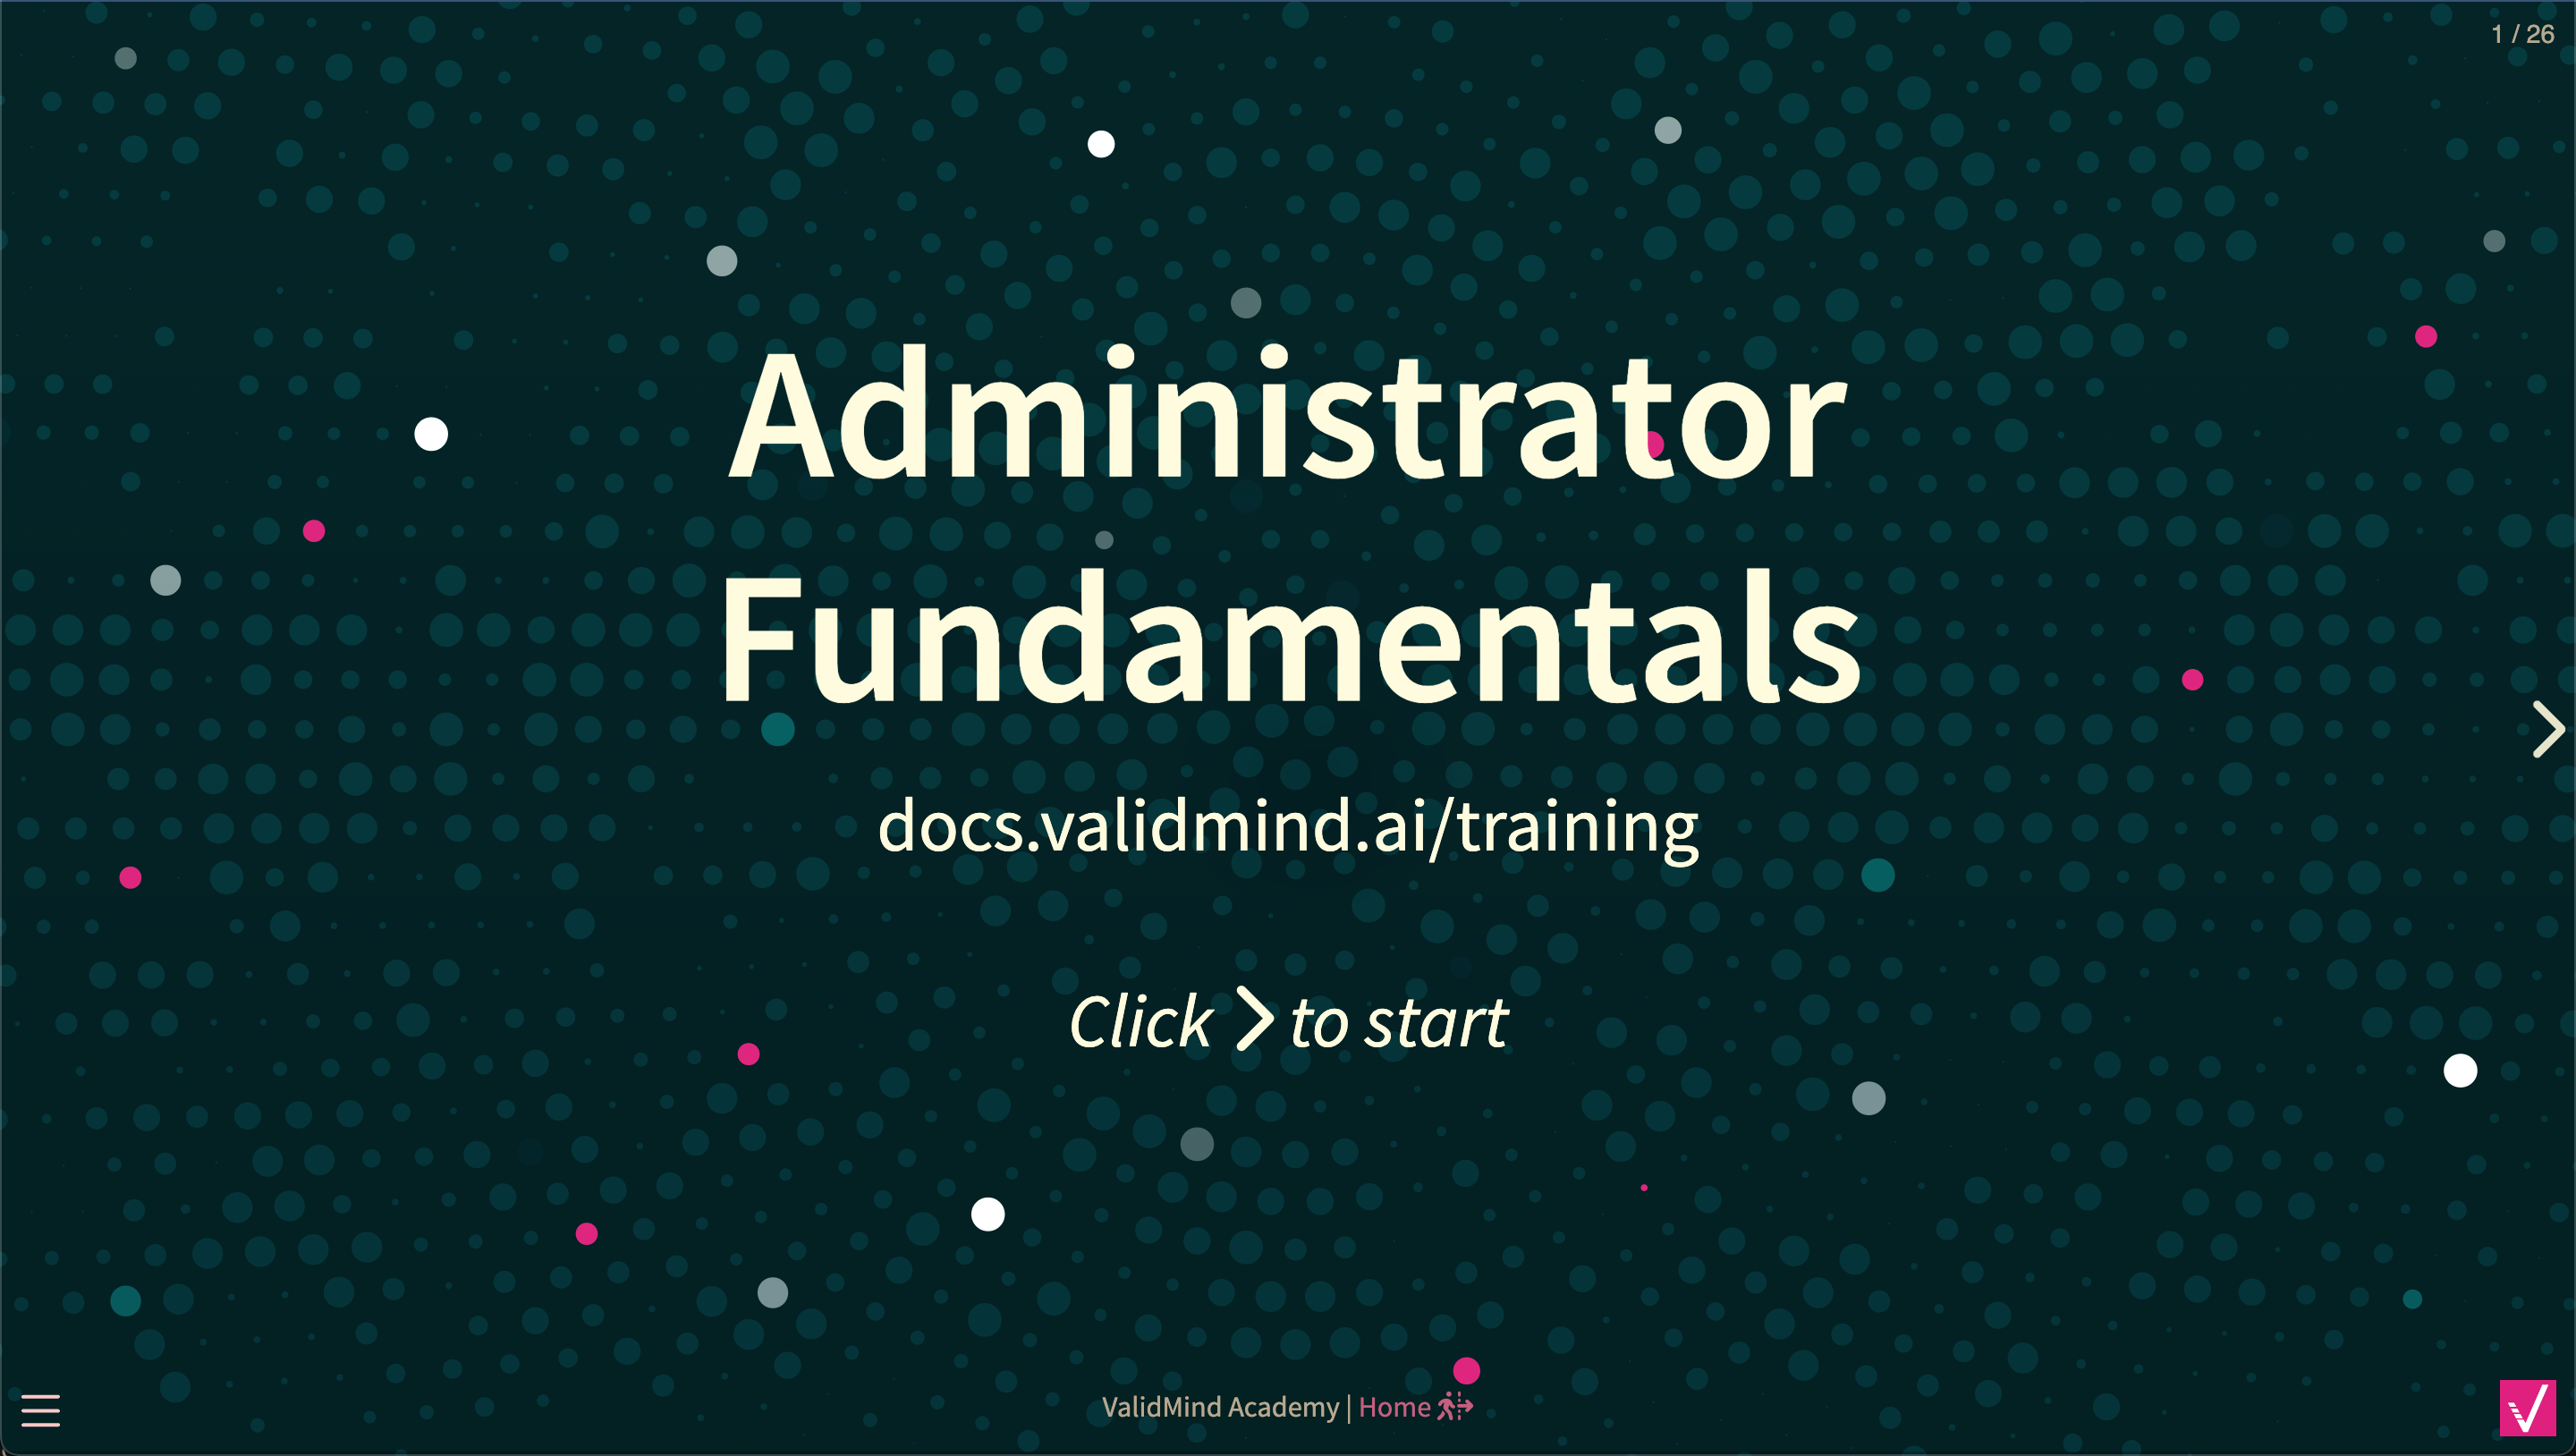 1 / 26
Administrator
Fundamentals
docs.validmind.ai/training
Click > to start
ValidMind Academy | Home